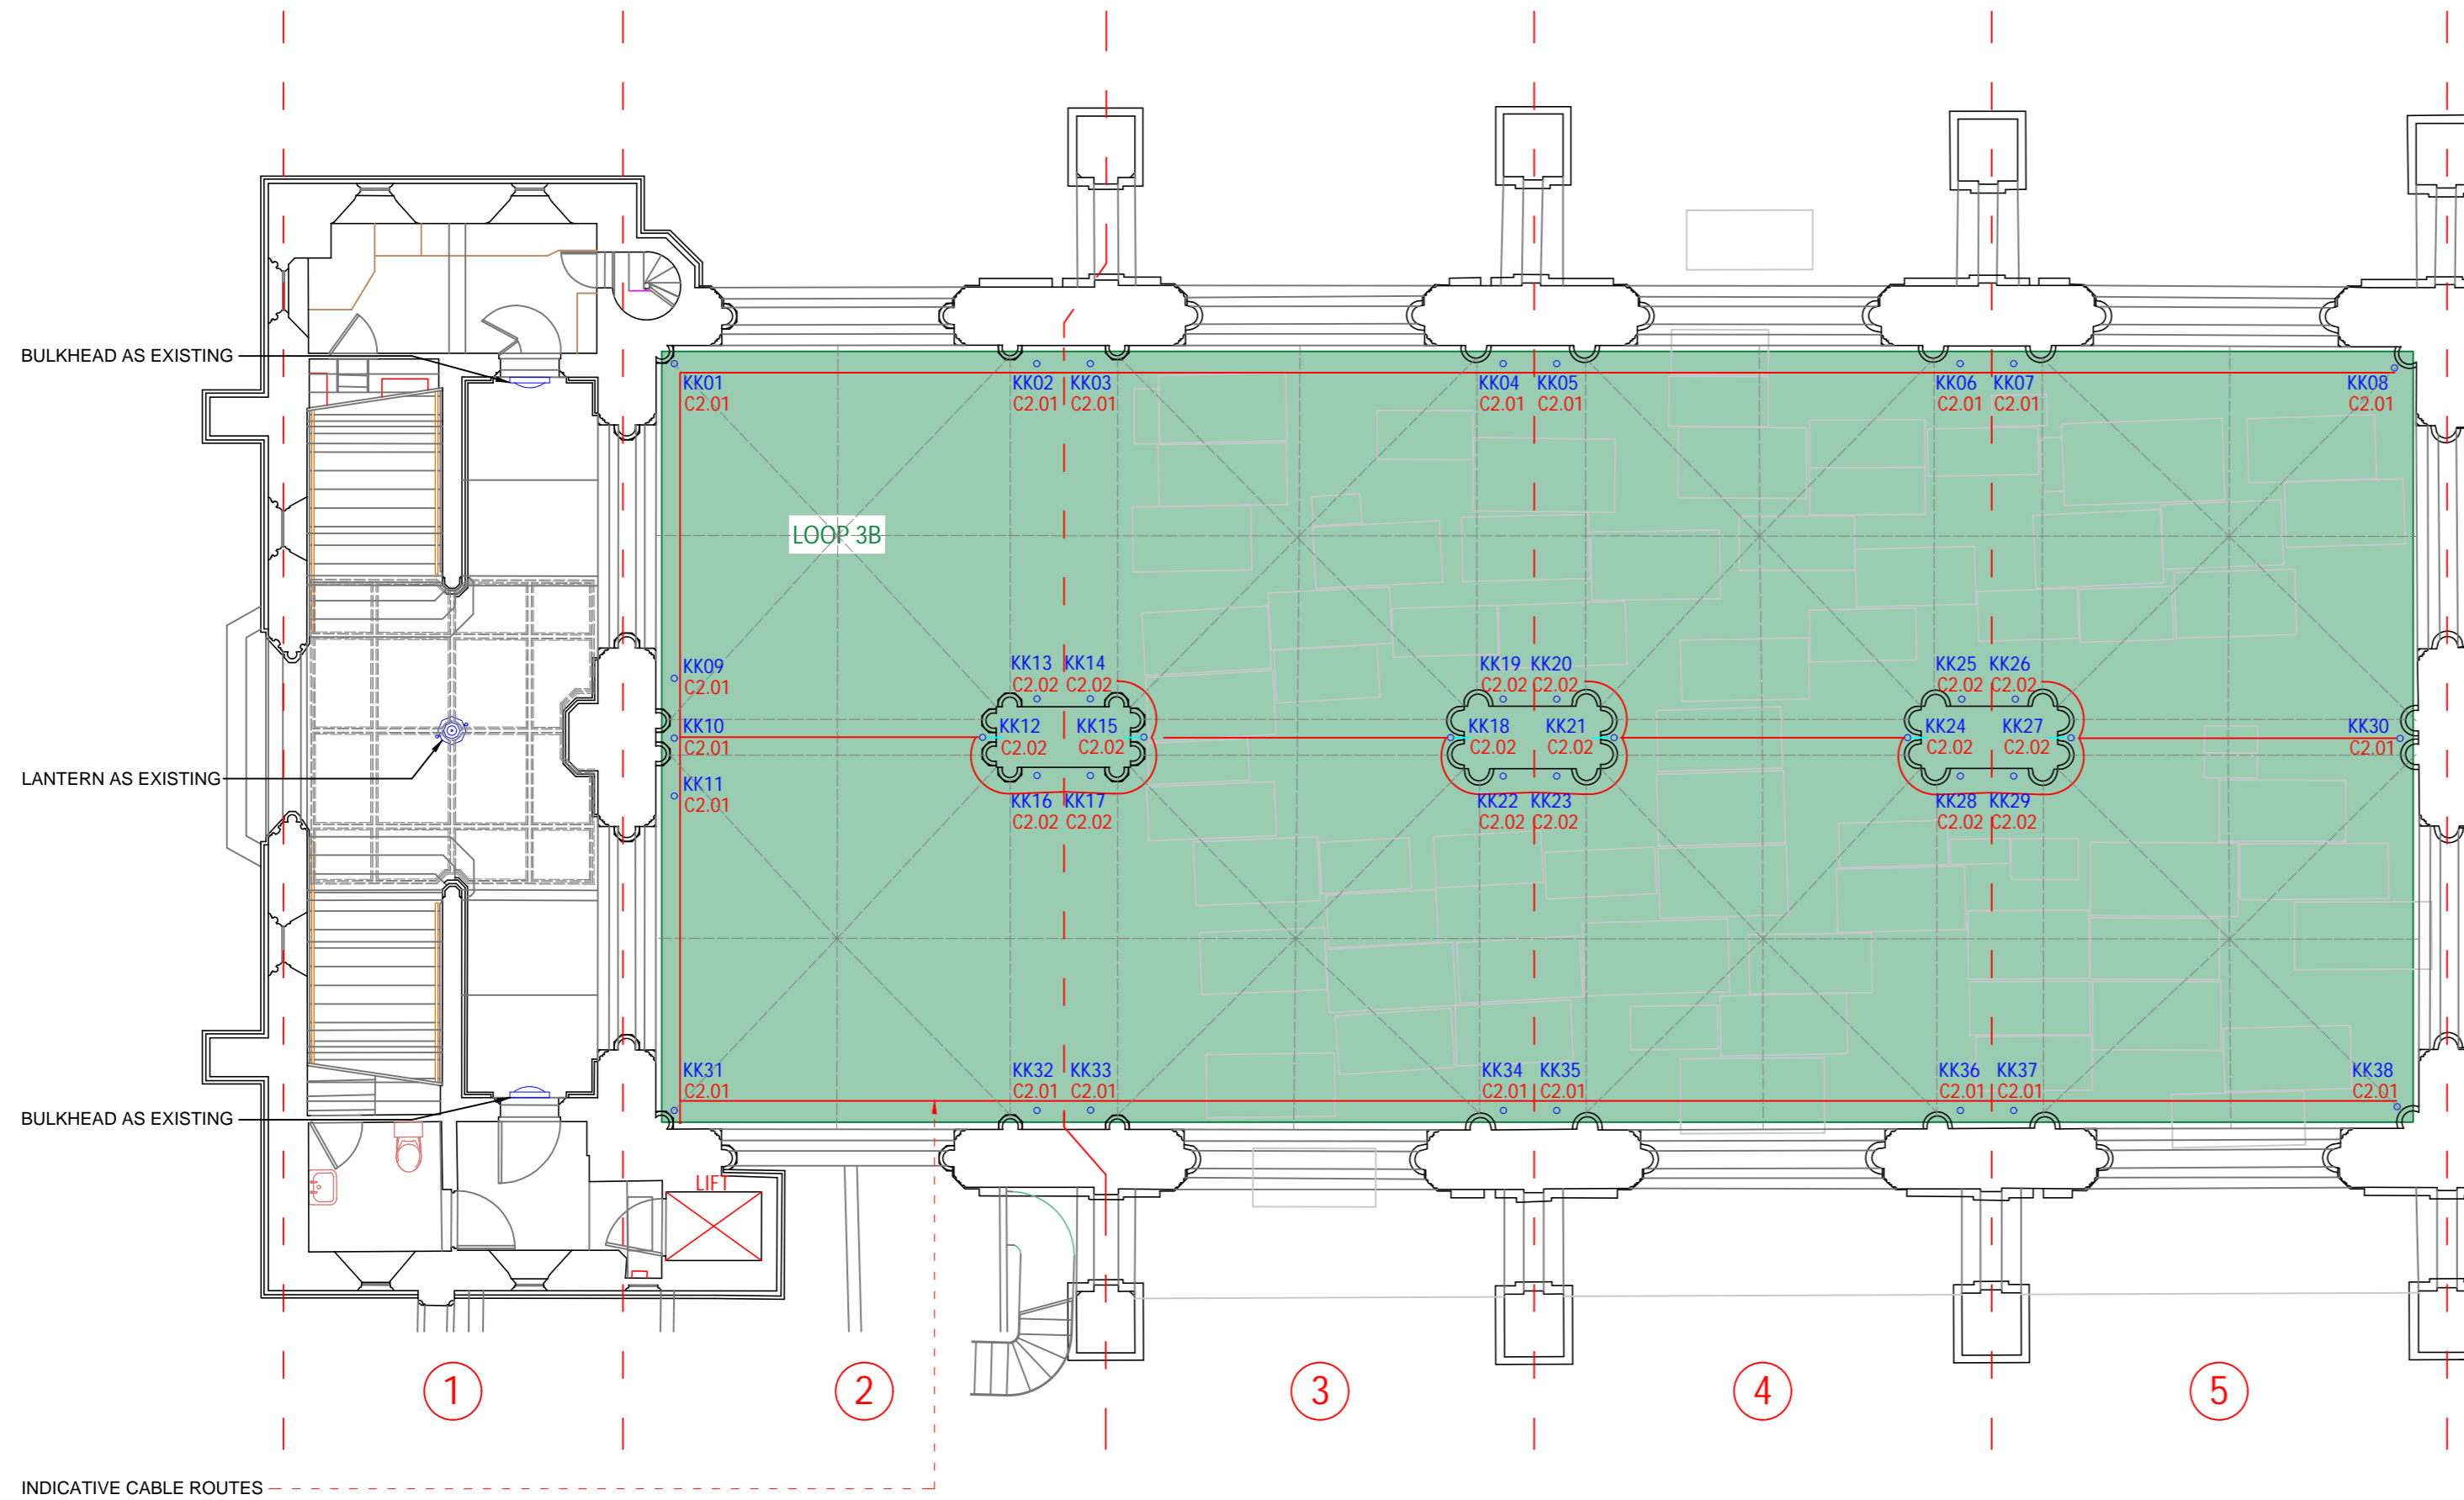 BULKHEAD AS EXISTING
KK01
C2.01
KK02 KK03
C2.01 C2.01
KK04 KK05
C2.01 C2.01
KK06 KK07
C2.01 C2.01
KK08
C2.01
LOOP 3B
KK09
C2.01
KK13 KK14
C2.02 C2.02
KK19 KK20
C2.02 C2.02
KK25 KK26
C2.02 C2.02
KK10
C2.01
KK12 KK15
C2.02 C2.02
KK18 KK21
C2.02 C2.02
KK24 KK27
C2.02 C2.02
KK30
C2.01
LANTERN AS EXISTING
KK11
C2.01
KK16 KK17
C2.02 C2.02
KK22 KK23
C2.02 C2.02
KK28 KK29
C2.02 C2.02
KK31
C2.01
KK32 KK33
C2.01 C2.01
KK34 KK35
C2.01 C2.01
KK36 KK37
C2.01 C2.01
KK38
C2.01
BULKHEAD AS EXISTING
LIFT
1 2 3 4 5
INDICATIVE CABLE ROUTES